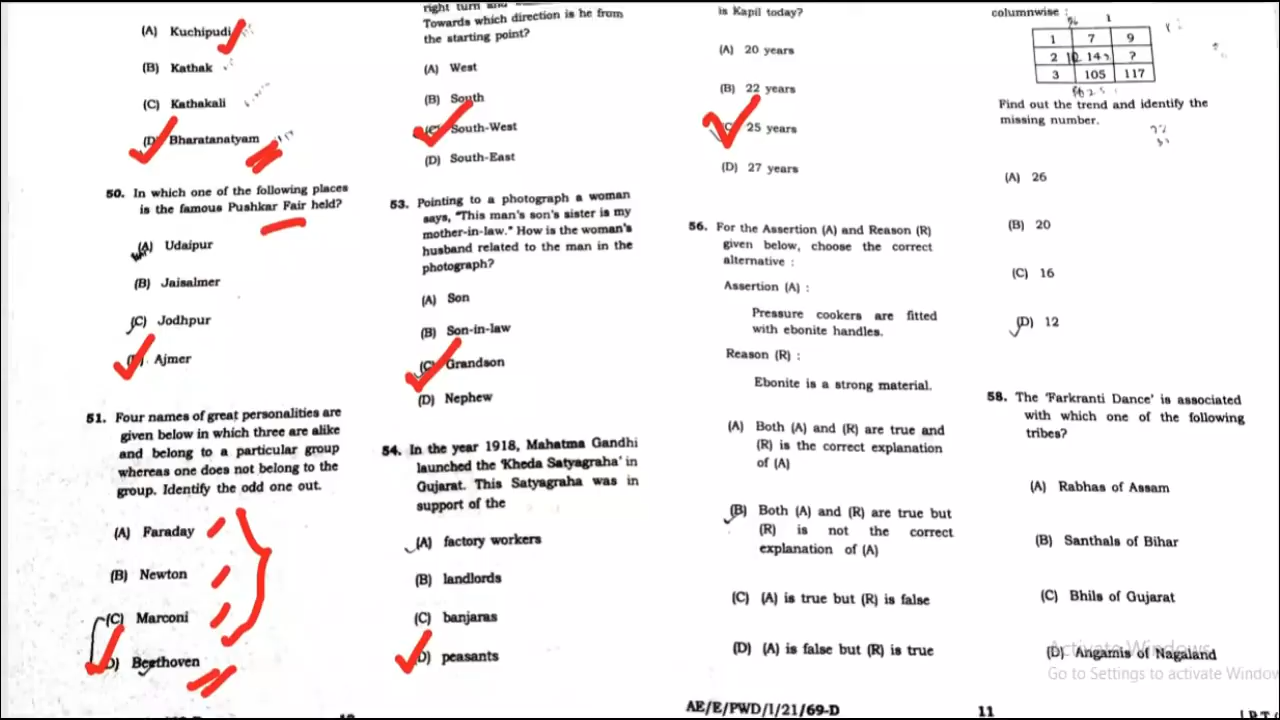 (A) Kuchipudi
(B) Kathak
(C) Kathakali
(D) Bharatanatyam
50. In which one of the following places
is the famous Pushkar Fair held?
(A) Udaipur
(B) Jaisalmer
(C) Jodhpur
Ajmer
51. Four names of great personalities are
given below in which three are alike
and belong to a particular group
whereas one does not belong to the
group. Identify the odd one out.
(A) Faraday
(B) Newton
(C) Marconi
D) Beethoven
right turn and
Towards which direction is he from
the starting point?
(A) West
(B) South
(C) South-West
(D) South-East
53. Pointing to a photograph a woman
says, "This man's son's sister is my
mother-in-law." How is the woman's
husband related to the man in the
photograph?
(A) Son
(B) Son-in-law
(C) Grandson
(D) Nephew
54. In the year 1918, Mahatma Gandhi
launched the 'Kheda Satyagraha' in
Gujarat. This Satyagraha was in
support of the
(A) factory workers
(B) landlords
(C) banjaras
D) peasants
is Kapil today?
(A) 20 years
(B) 22 years
25 years
(D) 27 years
56. For the Assertion (A) and Reason (R)
given below, choose the correct
alternative :
Assertion (A) :
Pressure cookers are fitted
with ebonite handles.
Reason (R) :
Ebonite is a strong material.
(A) Both (A) and (R) are true and
(R) is the correct explanation
of (A)
(B) Both (A) and (R) are true but
(R) is not the correct
explanation of (A)
(C) (A) is true but (R) is false
(D) (A) is false but (R) is true
AE/E/PWD/I/21/69-D
columnwise :
1 7 9
2 14 ?
3 105 117
Find out the trend and identify the
missing number.
(A) 26
(B) 20
(C) 16
(D) 12
58. The 'Farkranti Dance' is associated
with which one of the following
tribes?
(A) Rabhas of Assam
(B) Santhals of Bihar
(C) Bhils of Gujarat
(D) Angamis of Nagaland
Activate Windows
Go to Settings to activate Window
11